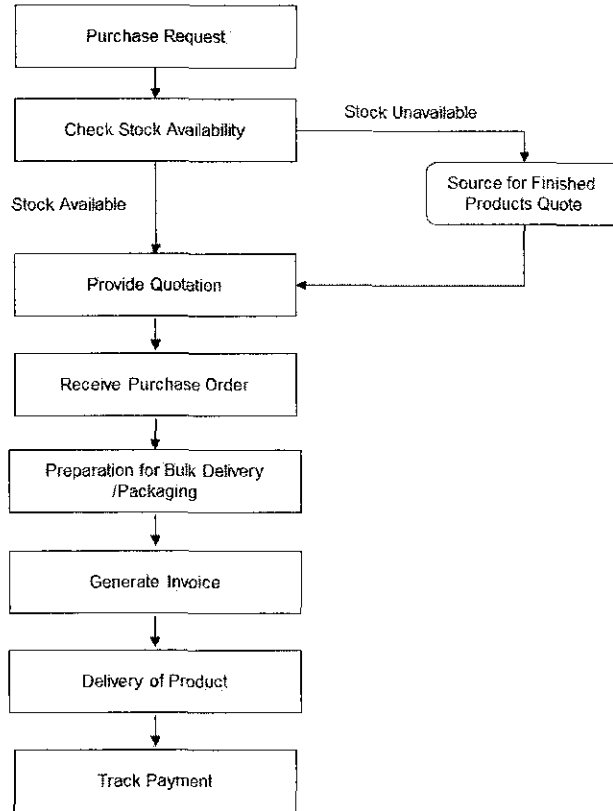 Purchase Request
Check Stock Availability
Stock Unavailable
Source for Finished
Products Quote
Stock Available
Provide Quotation
Receive Purchase Order
Preparation for Bulk Delivery
/Packaging
Generate Invoice
Delivery of Product
Track Payment